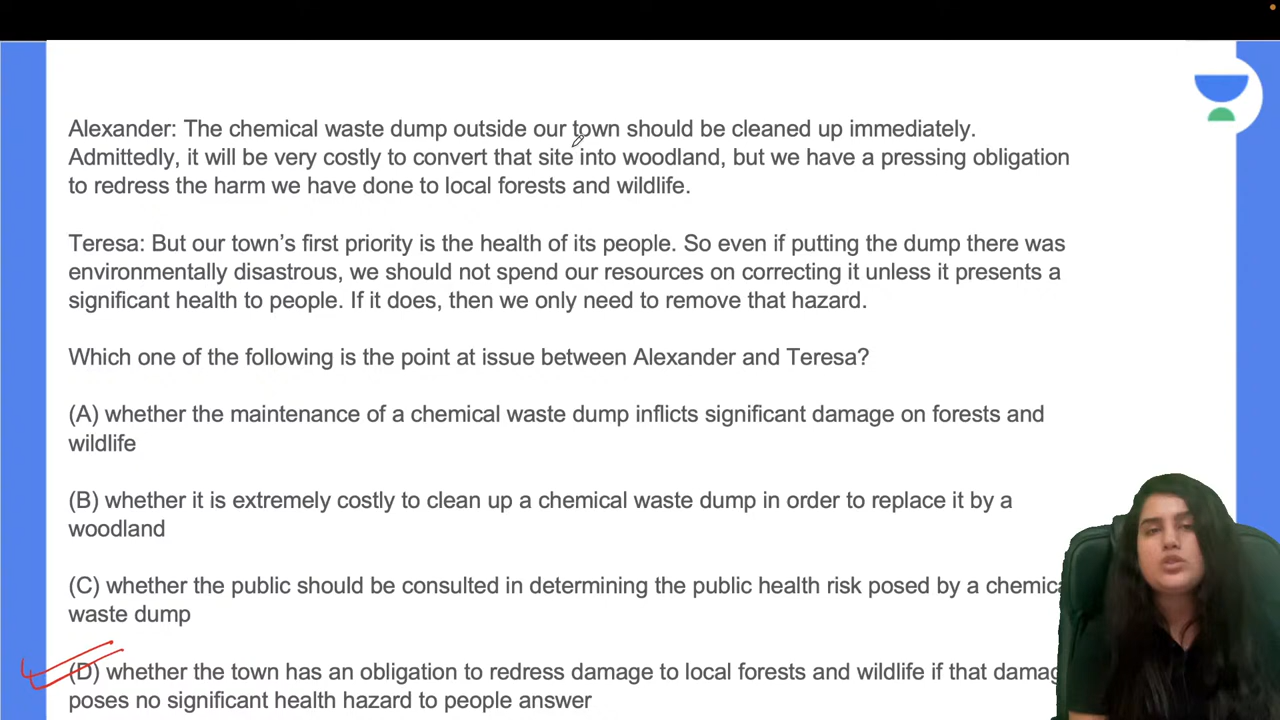 Alexander: The chemical waste dump outside our town should be cleaned up immediately.
Admittedly, it will be very costly to convert that site into woodland, but we have a pressing obligation
to redress the harm we have done to local forests and wildlife.
Teresa: But our town's first priority is the health of its people. So even if putting the dump there was
environmentally disastrous, we should not spend our resources on correcting it unless it presents a
significant health to people. If it does, then we only need to remove that hazard.
Which one of the following is the point at issue between Alexander and Teresa?
(A) whether the maintenance of a chemical waste dump inflicts significant damage on forests and
wildlife
(B) whether it is extremely costly to clean up a chemical waste dump in order to replace it by a
woodland
(C) whether the public should be consulted in determining the public health risk posed by a chemica
waste dump
(D) whether the town has an obligation to redress damage to local forests and wildlife if that damag
poses no significant health hazard to people answer